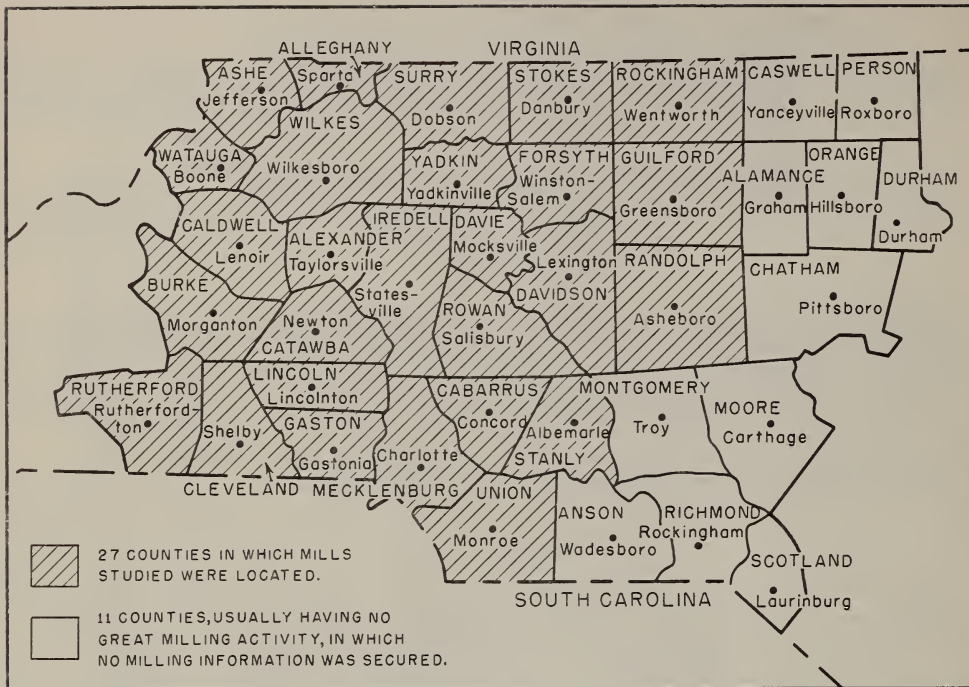 ALLEGHANY
VIRGINIA
ASHE
Sparta
SURRY
STOKES
ROCKINGHAM
CASWELL
PERSON
Jefferson
Dobson
Danbury
Wentworth
Yanceyville
Roxboro
WILKES
WATAUGA
Boone
Wilkesboro
YADKIN
Yadkinville
FORSYTH
Winston-
Salem
GUILFORD
Greensboro
ALAMANCE
Graham
ORANGE
Hillsboro
DURHAM
Durham
CALDWELL
Lenoir
ALEXANDER
Taylorsville
IREDELL
States-
ville
DAVIE
Mocksville
Lexington
DAVIDSON
RANDOLPH
Asheboro
CHATHAM
Pittsboro
BURKE
Morganton
Newton
CATAWBA
ROWAN
Salisbury
RUTHERFORD
Rutherford-
ton
Shelby
LINCOLN
Lincolnton
GASTON
Gastonia
Charlotte
CABARRUS
Concord
Albemarle
STANLY
MONTGOMERY
Troy
MOORE
Carthage
CLEVELAND
MECKLENBURG
UNION
Monroe
ANSON
Wadesboro
RICHMOND
Rockingham
SCOTLAND
Laurinburg
SOUTH CAROLINA
27 COUNTIES IN WHICH MILLS
STUDIED WERE LOCATED.
11 COUNTIES, USUALLY HAVING NO
GREAT MILLING ACTIVITY, IN WHICH
NO MILLING INFORMATION WAS SECURED.